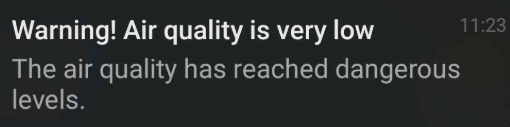 Warning! Air quality is very low 11:23
The air quality has reached dangerous
levels.